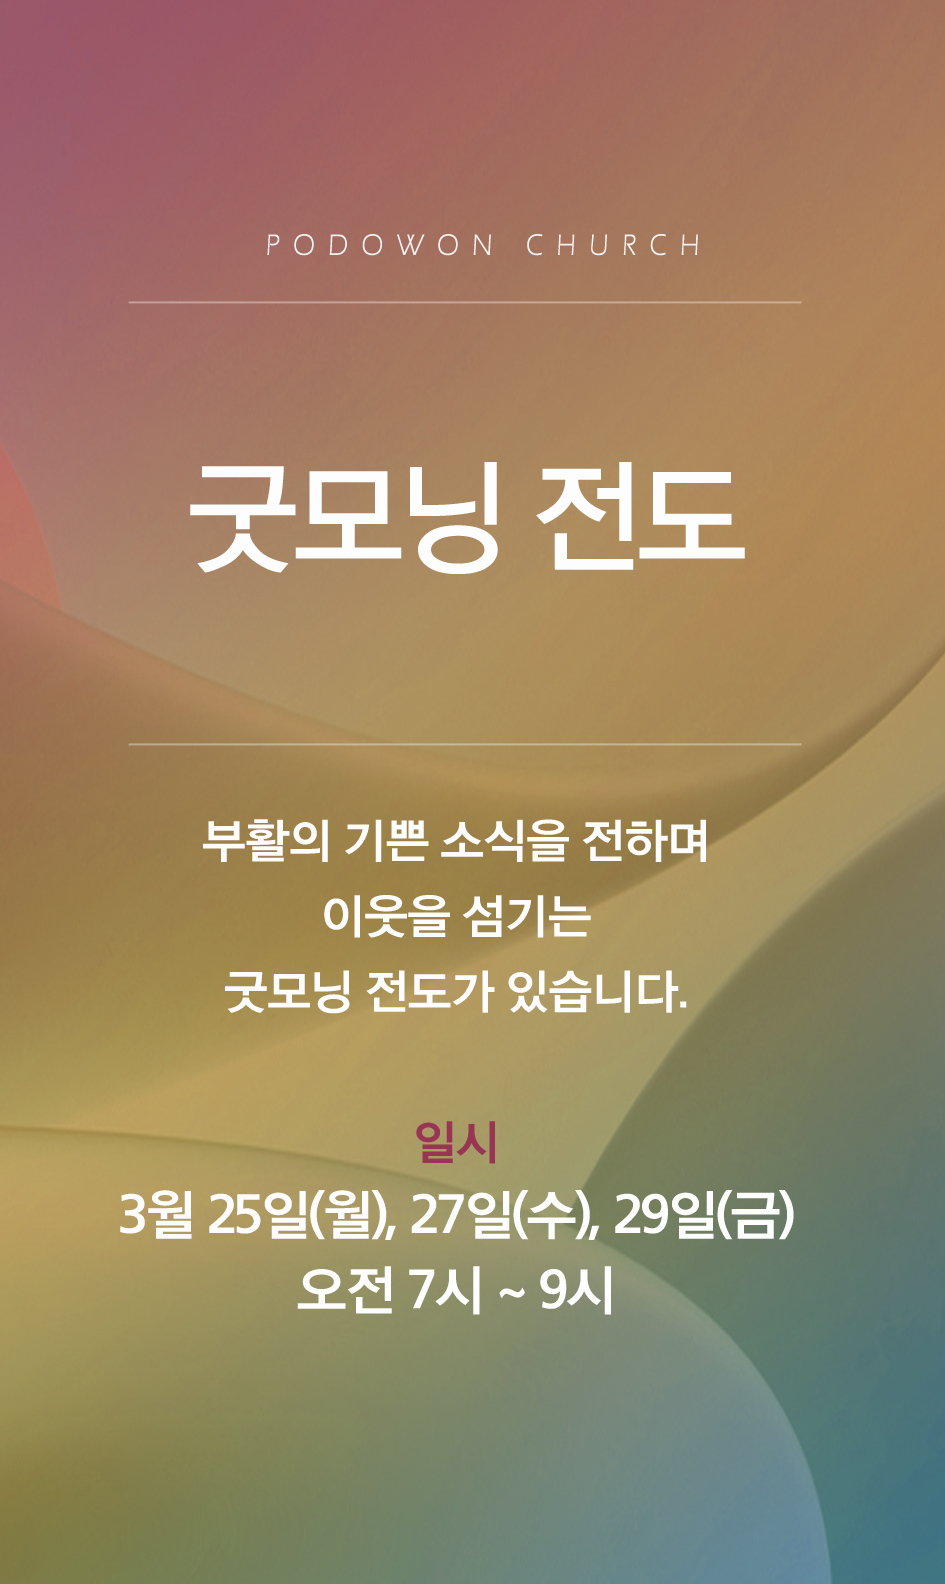 PODOWON CHURCH
굿모닝 전도
부활의 기쁜 소식을 전하며
이웃을 섬기는
굿모닝 전도가 있습니다.
일시
3월 25일(월), 27일(수), 29일(금)
오전 7시 ~ 9시